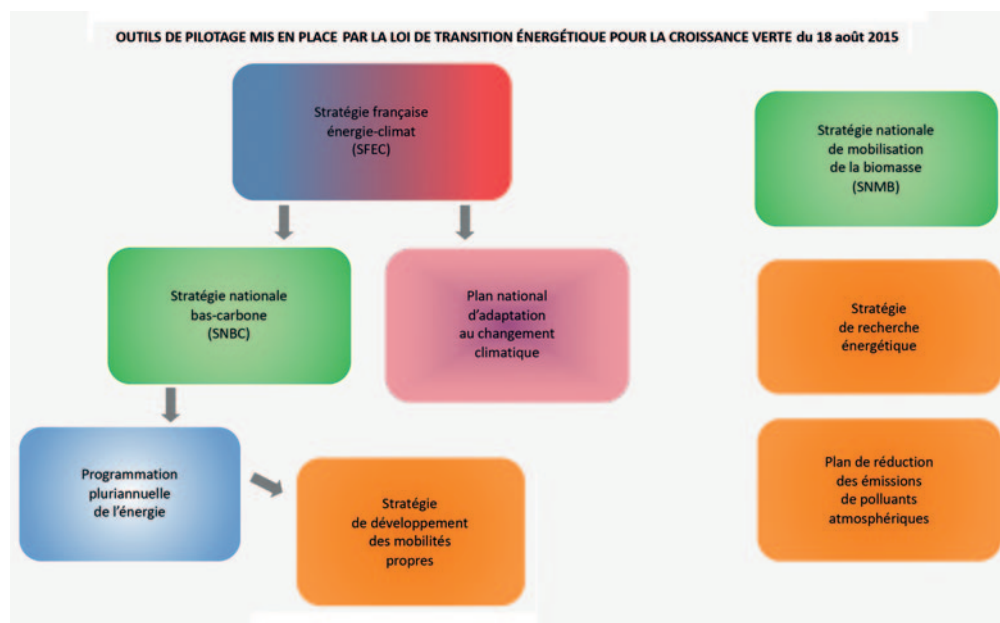 OUTILS DE PILOTAGE MIS EN PLACE PAR LA LOI DE TRANSITION ÉNERGÉTIQUE POUR LA CROISSANCE VERTE du 18 août 2015
Stratégie française
énergie-climat
(SFEC)
Stratégie nationale
de mobilisation
de la biomasse
(SNMB)
Stratégie nationale
bas-carbone
(SNBC)
Plan national
d’adaptation
au changement
climatique
Stratégie
de recherche
énergétique
Programmation
pluriannuelle
de l’énergie
Stratégie
de développement
des mobilités
propres
Plan de réduction
des émissions
de polluants
atmosphériques